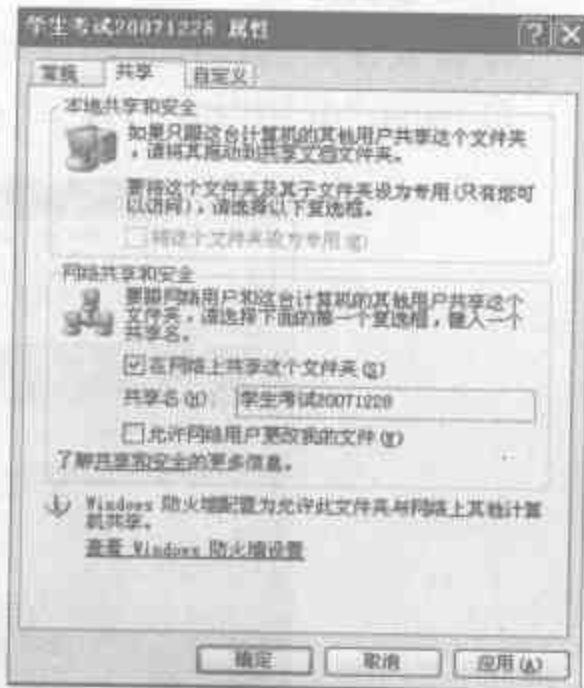 学生考试20071228 属性
常规 共享 自定义
本地共享和安全
如果只跟这台计算机的其他用户共享这个文件夹
，请将其拖动到共享文档文件夹。
要将这个文件夹及其子文件夹设为专用(只有您可
以访问)，请选择以下复选框。
将这个文件夹设为专用(M)
网络共享和安全
要跟网络用户和这台计算机的其他用户共享这个
文件夹，请选择下面的第一个复选框，键入一个
共享名。
在网络上共享这个文件夹(S)
共享名(H)： 学生考试20071228
允许网络用户更改我的文件(W)
了解共享和安全的更多信息。
Windows 防火墙配置为允许此文件夹与网络上其他计算
机共享。
查看 Windows 防火墙设置
确定 取消 应用(A)